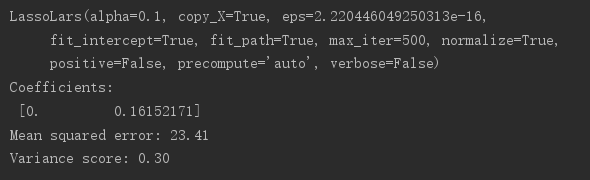 LassoLars(alpha=0.1, copy_X=True, eps=2.220446049250313e-16,
fit_intercept=True, fit_path=True, max_iter=500, normalize=True,
positive=False, precompute='auto', verbose=False)
Coefficients:
[0.         0.16152171]
Mean squared error: 23.41
Variance score: 0.30